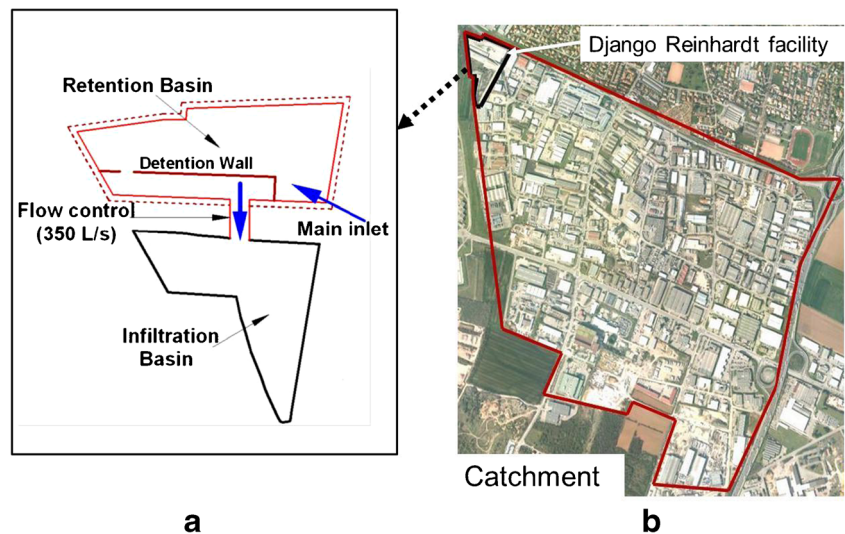 Retention Basin
Detention Wall
Flow control
(350 L/s)
Main inlet
Infiltration
Basin
a
Django Reinhardt facility
Catchment
b